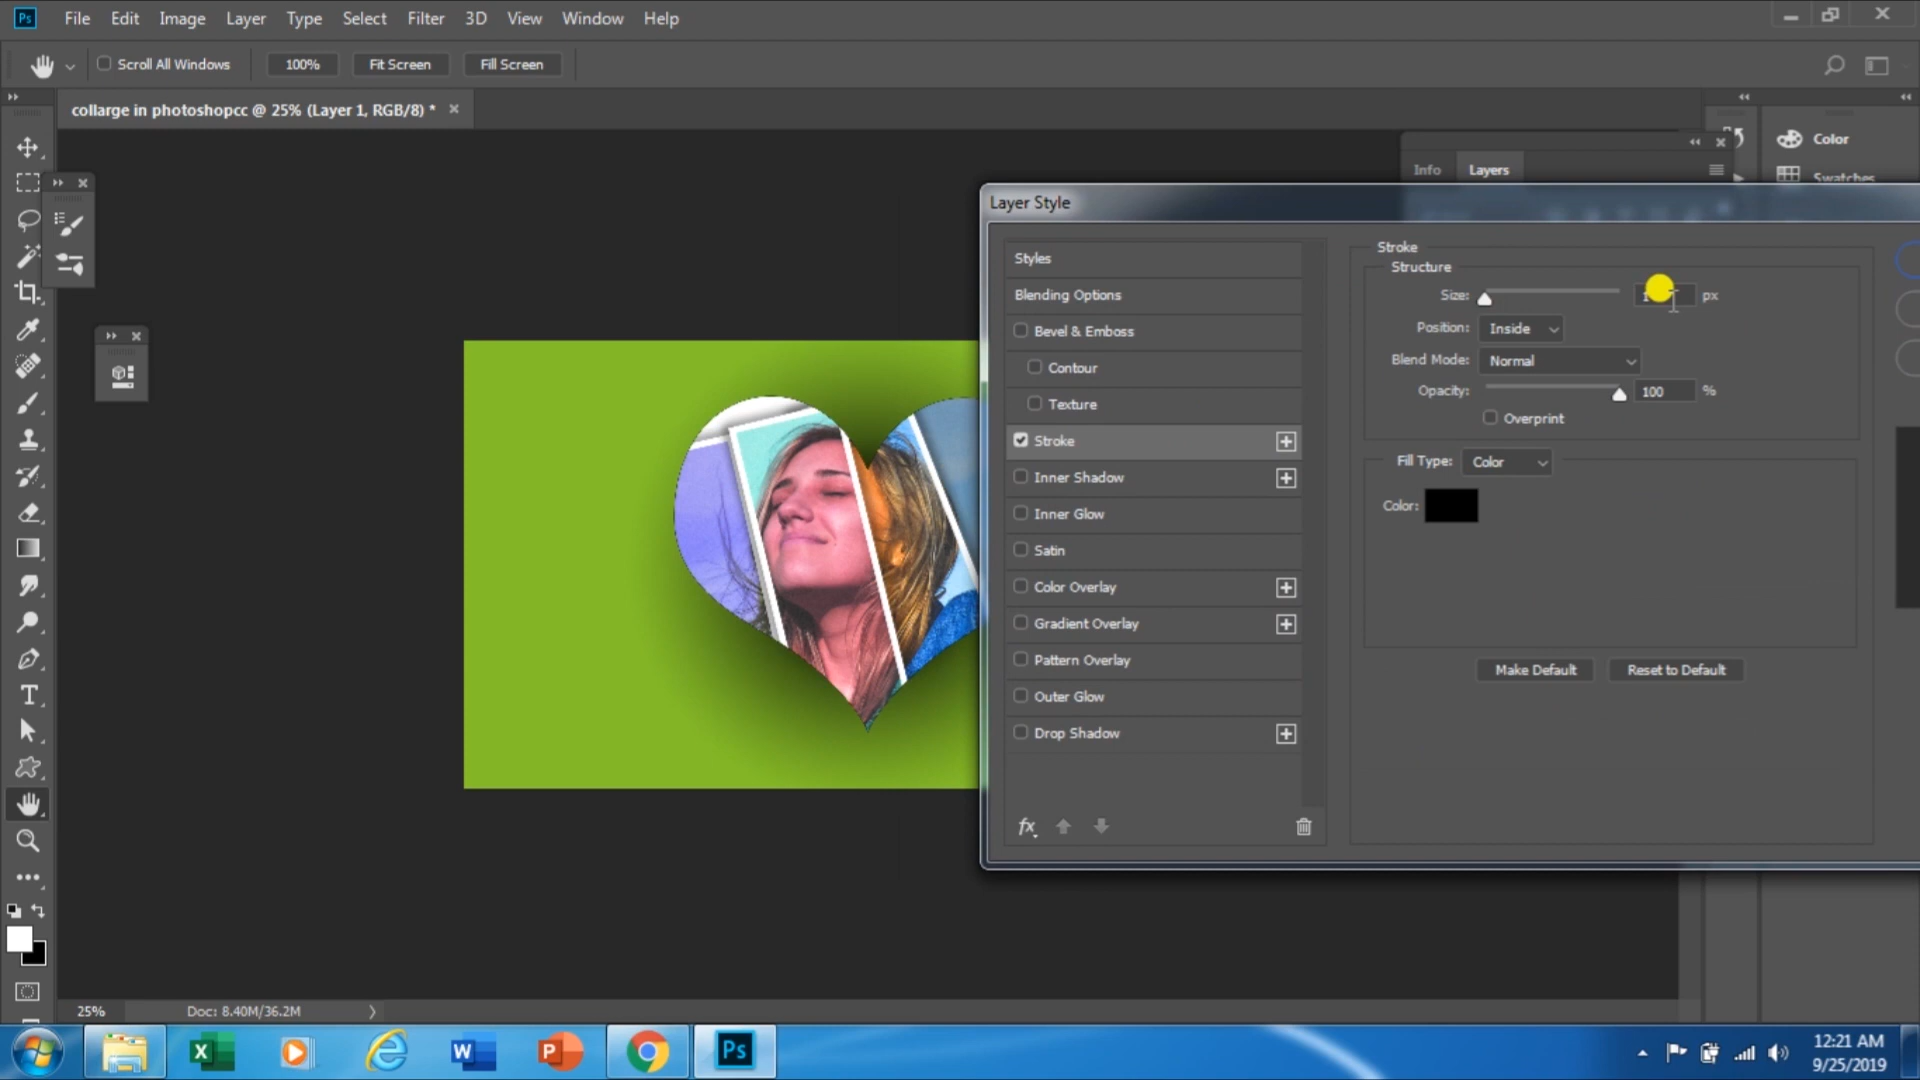 Ps File Edit Image Layer Type Select Filter 3D View Window Help
Scroll All Windows 100% Fit Screen Fill Screen
collarge in photoshopcc @ 25% (Layer 1, RGB/8) *
Color
Info Layers
Swatches
Layer Style
Styles
Blending Options
Bevel & Emboss
Contour
Texture
Stroke
Inner Shadow
Inner Glow
Satin
Color Overlay
Gradient Overlay
Pattern Overlay
Outer Glow
Drop Shadow
fx
Stroke
Structure
Size: px
Position: Inside
Blend Mode: Normal
Opacity: 100 %
Overprint
Fill Type: Color
Color:
Make Default Reset to Default
T
25% Doc: 8.40M/36.2M
X W P Ps
12:21 AM
9/25/2019